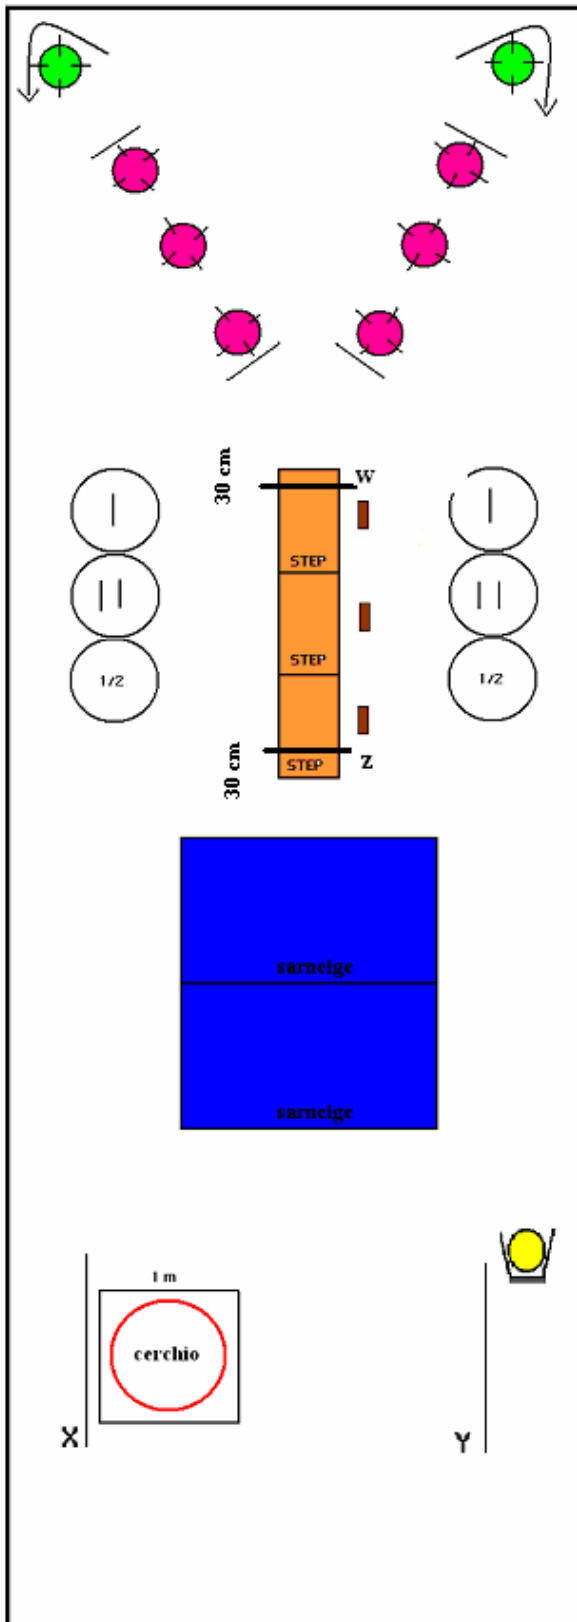 30 cm
W
|
STEP
|
||
||
STEP
1/2
1/2
30 cm
STEP
Z
sarneige
sarneige
1 m
cerchio
X
Y